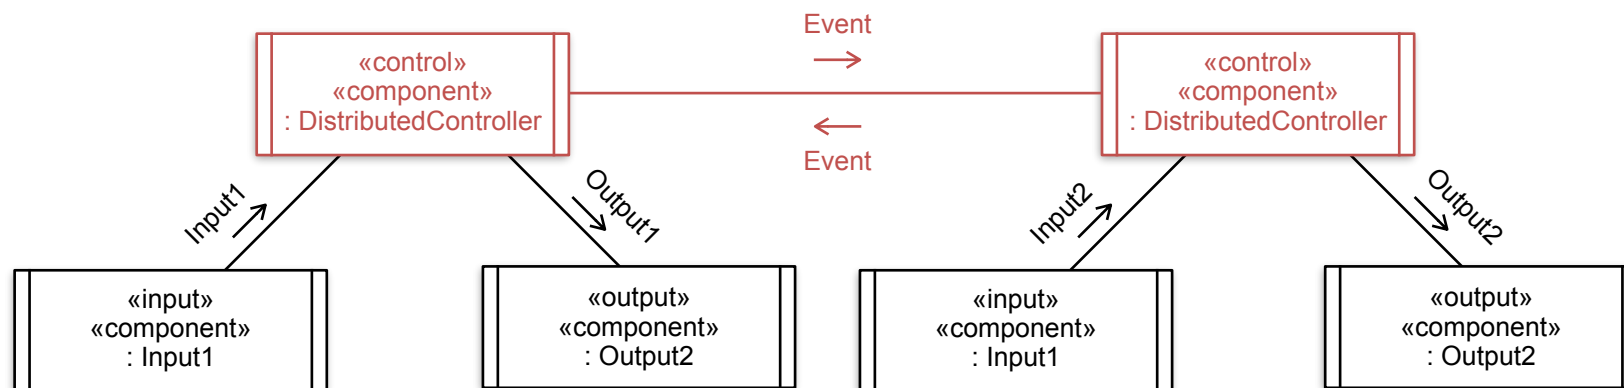 Event
«control»
«component»
: DistributedController
«control»
«component»
: DistributedController
Event
Input1
Output1
Input2
Output2
«input»
«component»
: Input1
«output»
«component»
: Output2
«input»
«component»
: Input1
«output»
«component»
: Output2